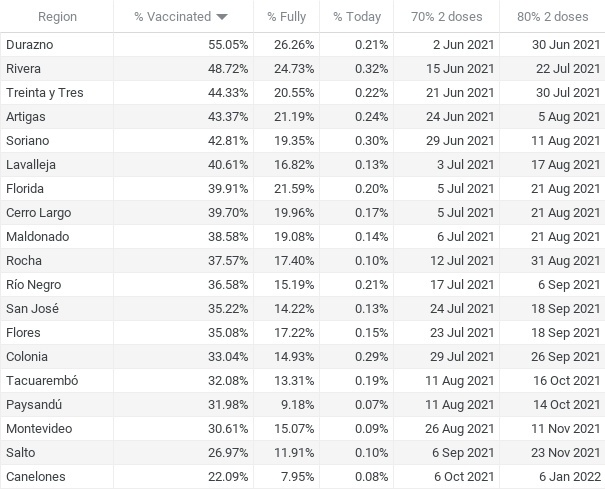 Region % Vaccinated % Fully % Today 70% 2 doses 80% 2 doses
Durazno 55.05% 26.26% 0.21% 2 Jun 2021 30 Jun 2021
Rivera 48.72% 24.73% 0.32% 15 Jun 2021 22 Jul 2021
Treinta y Tres 44.33% 20.55% 0.22% 21 Jun 2021 30 Jul 2021
Artigas 43.37% 21.19% 0.24% 24 Jun 2021 5 Aug 2021
Soriano 42.81% 19.35% 0.30% 29 Jun 2021 11 Aug 2021
Lavalleja 40.61% 16.82% 0.13% 3 Jul 2021 17 Aug 2021
Florida 39.91% 21.59% 0.20% 5 Jul 2021 21 Aug 2021
Cerro Largo 39.70% 19.96% 0.17% 5 Jul 2021 21 Aug 2021
Maldonado 38.58% 19.08% 0.14% 6 Jul 2021 21 Aug 2021
Rocha 37.57% 17.40% 0.10% 12 Jul 2021 31 Aug 2021
Río Negro 36.58% 15.19% 0.21% 17 Jul 2021 6 Sep 2021
San José 35.22% 14.22% 0.13% 24 Jul 2021 18 Sep 2021
Flores 35.08% 17.22% 0.15% 23 Jul 2021 18 Sep 2021
Colonia 33.04% 14.93% 0.29% 29 Jul 2021 26 Sep 2021
Tacuarembó 32.08% 13.31% 0.19% 11 Aug 2021 16 Oct 2021
Paysandú 31.98% 9.18% 0.07% 11 Aug 2021 14 Oct 2021
Montevideo 30.61% 15.07% 0.09% 26 Aug 2021 11 Nov 2021
Salto 26.97% 11.91% 0.10% 6 Sep 2021 23 Nov 2021
Canelones 22.09% 7.95% 0.08% 6 Oct 2021 6 Jan 2022